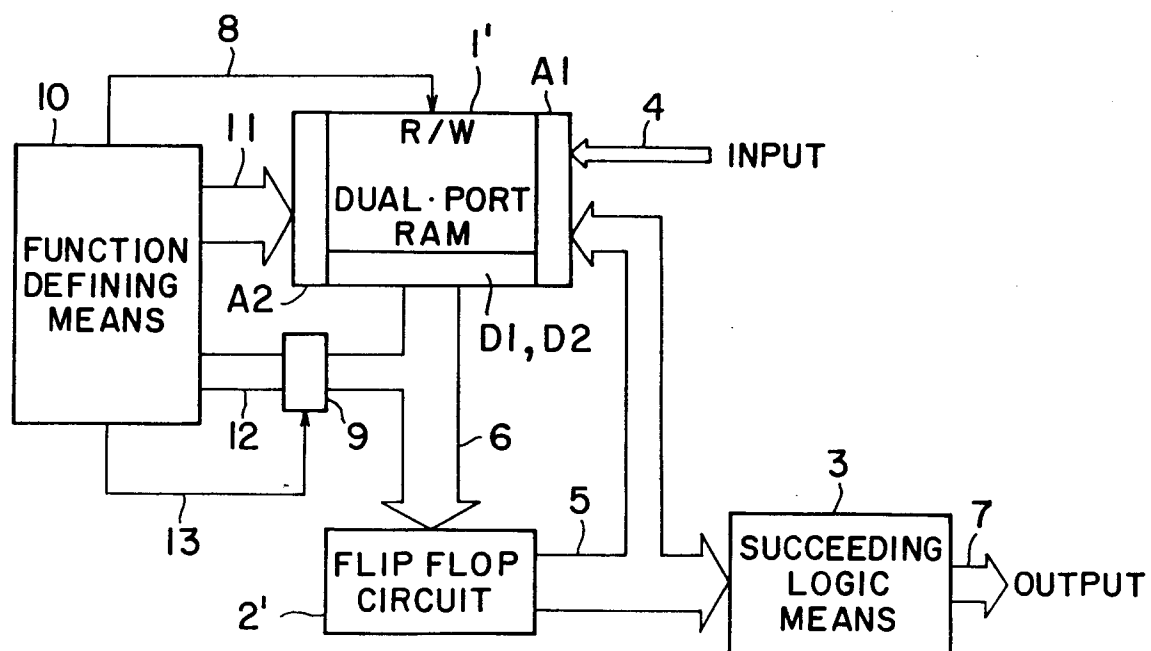 8
1'
A1
10
11
R/W
4
INPUT
DUAL·PORT
RAM
FUNCTION
DEFINING
MEANS
A2
D1, D2
12
9
6
13
5
3
7
FLIP FLOP
CIRCUIT
2'
SUCCEEDING
LOGIC
MEANS
OUTPUT